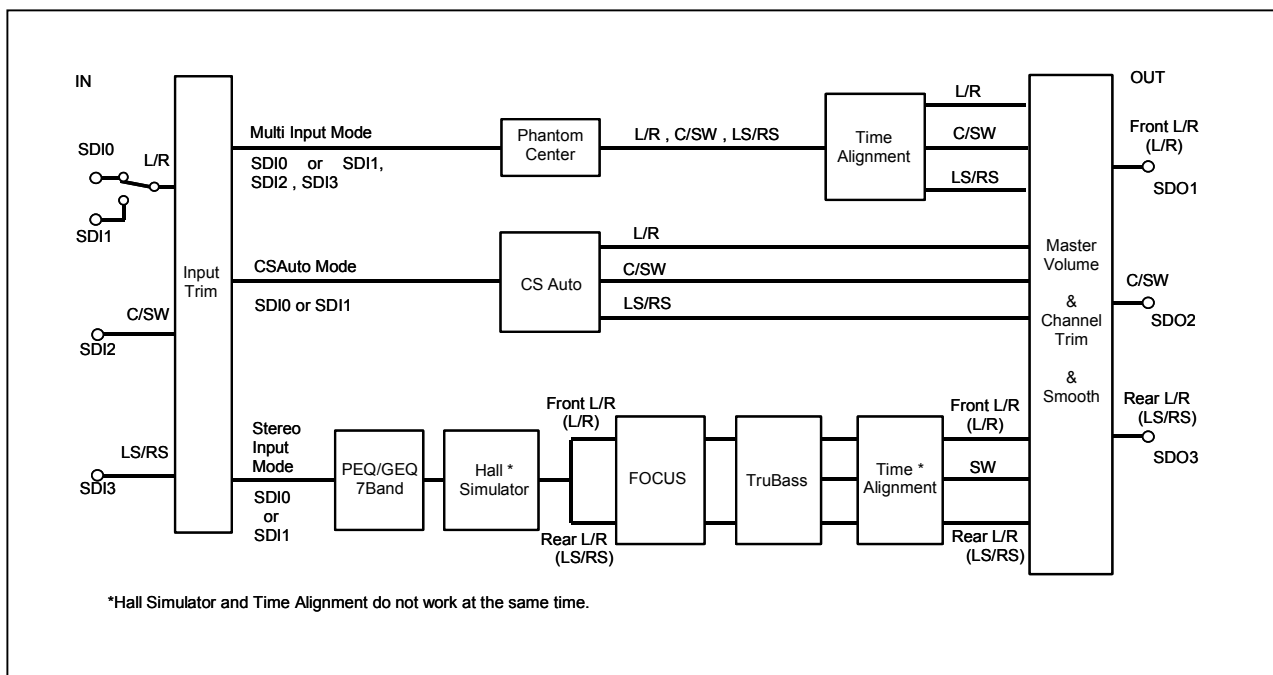 IN
OUT
SDI0
L/R
SDI1
C/SW
SDI2
LS/RS
SDI3
Input
Trim
Multi Input Mode
SDI0 or SDI1,
SDI2 , SDI3
Phantom
Center
L/R , C/SW , LS/RS
Time
Alignment
L/R
C/SW
LS/RS
CSAuto Mode
SDI0 or SDI1
CS Auto
L/R
C/SW
LS/RS
Stereo
Input
Mode
SDI0
or
SDI1
PEQ/GEQ
7Band
Hall *
Simulator
Front L/R
(L/R)
Rear L/R
(LS/RS)
FOCUS
TruBass
Time *
Alignment
Front L/R
(L/R)
SW
Rear L/R
(LS/RS)
Master
Volume
&
Channel
Trim
&
Smooth
Front L/R
(L/R)
SDO1
C/SW
SDO2
Rear L/R
(LS/RS)
SDO3
*Hall Simulator and Time Alignment do not work at the same time.